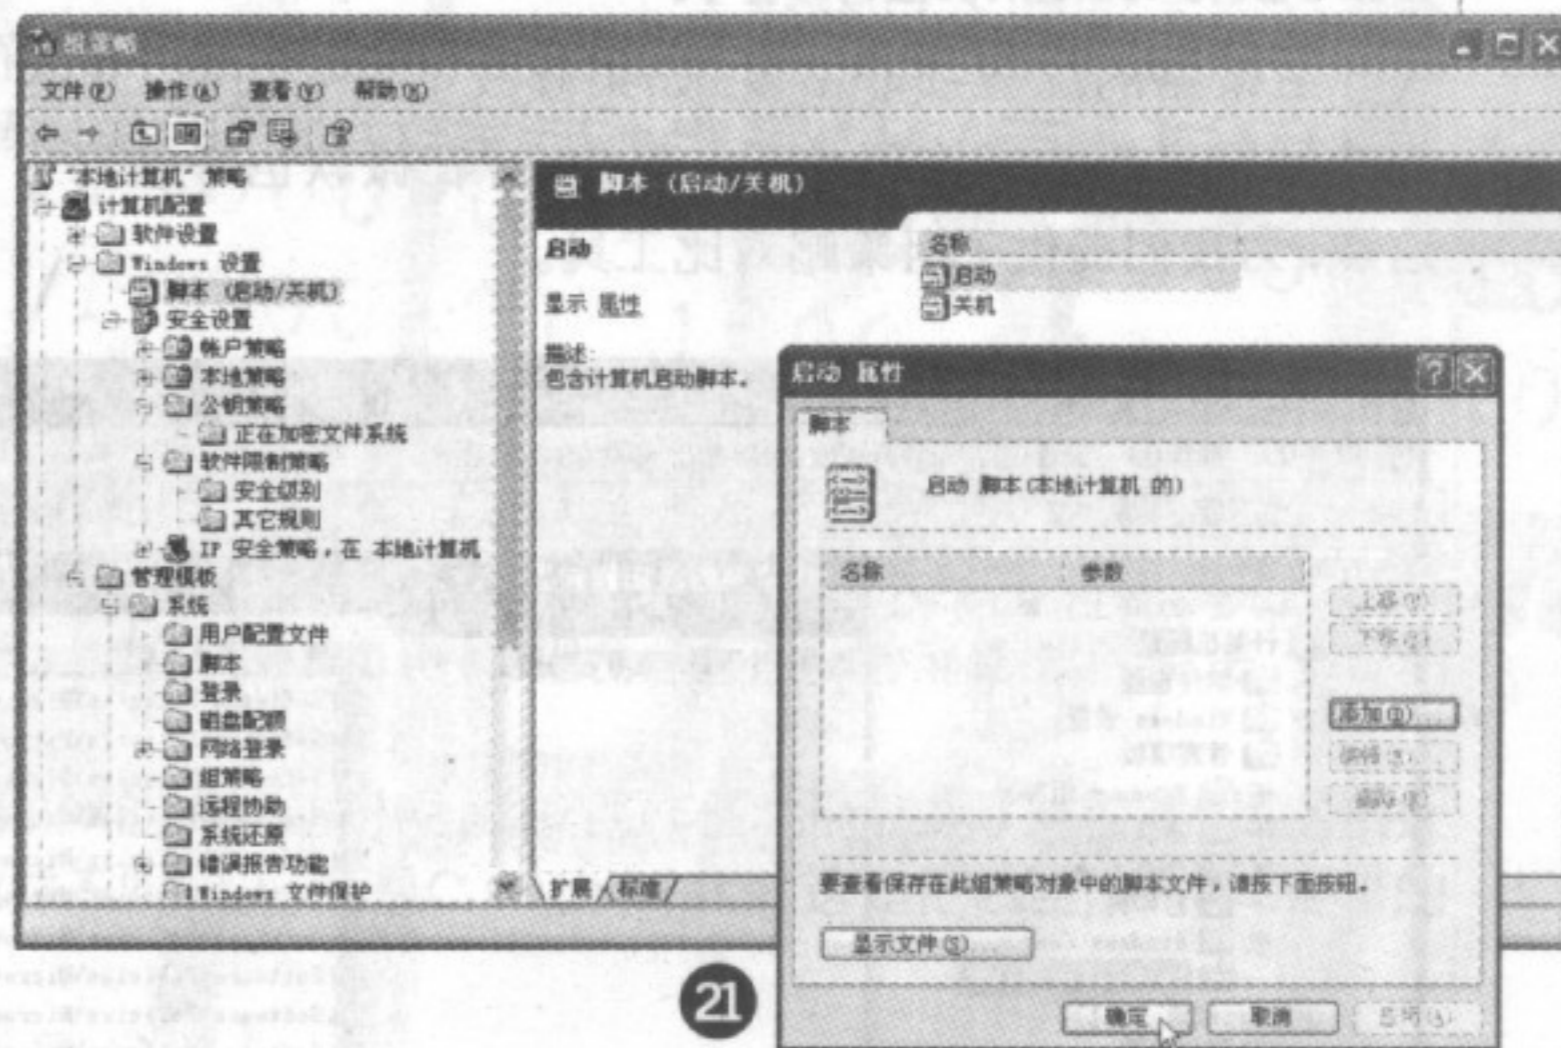 组策略
文件(F) 操作(A) 查看(V) 帮助(H)
“本地计算机”策略
计算机配置
软件设置
Windows 设置
脚本 (启动/关机)
安全设置
帐户策略
本地策略
公钥策略
正在加密文件系统
软件限制策略
安全级别
其它规则
IP 安全策略，在 本地计算机
管理模板
系统
用户配置文件
脚本
登录
磁盘配额
网络登录
组策略
远程协助
系统还原
错误报告功能
Windows 文件保护
脚本 (启动/关机)
启动
显示 属性
描述:
包含计算机启动脚本。
名称
启动
关机
扩展 标准
启动 属性
脚本
启动 脚本(本地计算机 的)
名称 参数
上移(U)
下移(D)
添加(D)...
编辑(E)...
删除(R)
要查看保存在此组策略对象中的脚本文件，请按下面按钮。
显示文件(S)...
确定 取消 应用(A)
21